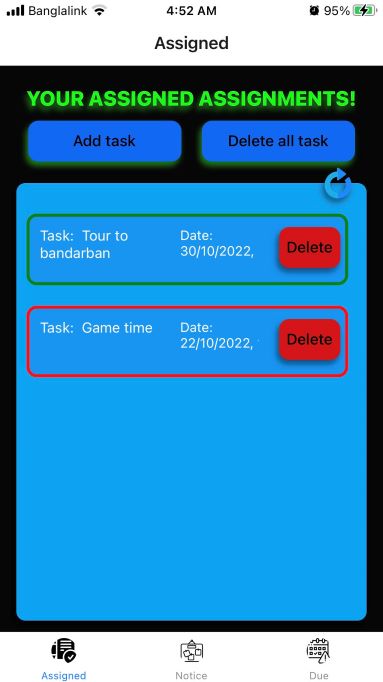 Banglalink 4:52 AM 95%
Assigned
YOUR ASSIGNED ASSIGNMENTS!
Add task Delete all task
Task: Tour to
bandarban
Date:
30/10/2022,
Delete
Task: Game time
Date:
22/10/2022,
Delete
Assigned Notice Due